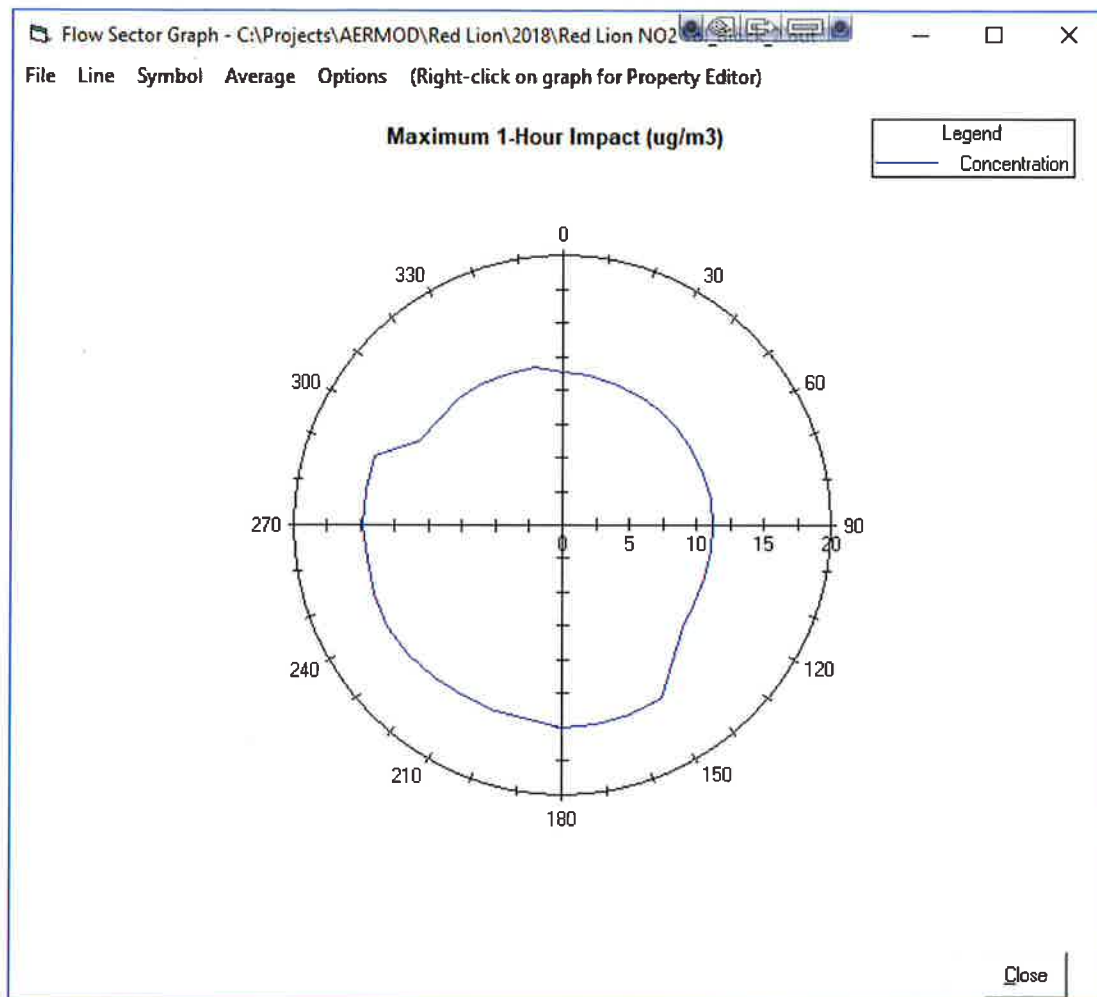 Flow Sector Graph - C:\Projects\AERMOD\Red Lion\2018\Red Lion NO2
File Line Symbol Average Options (Right-click on graph for Property Editor)
Maximum 1-Hour Impact (ug/m3)
Legend
Concentration
0
330 30
300 60
270 90
0 5 10 15 20
240 120
210 150
180
Close